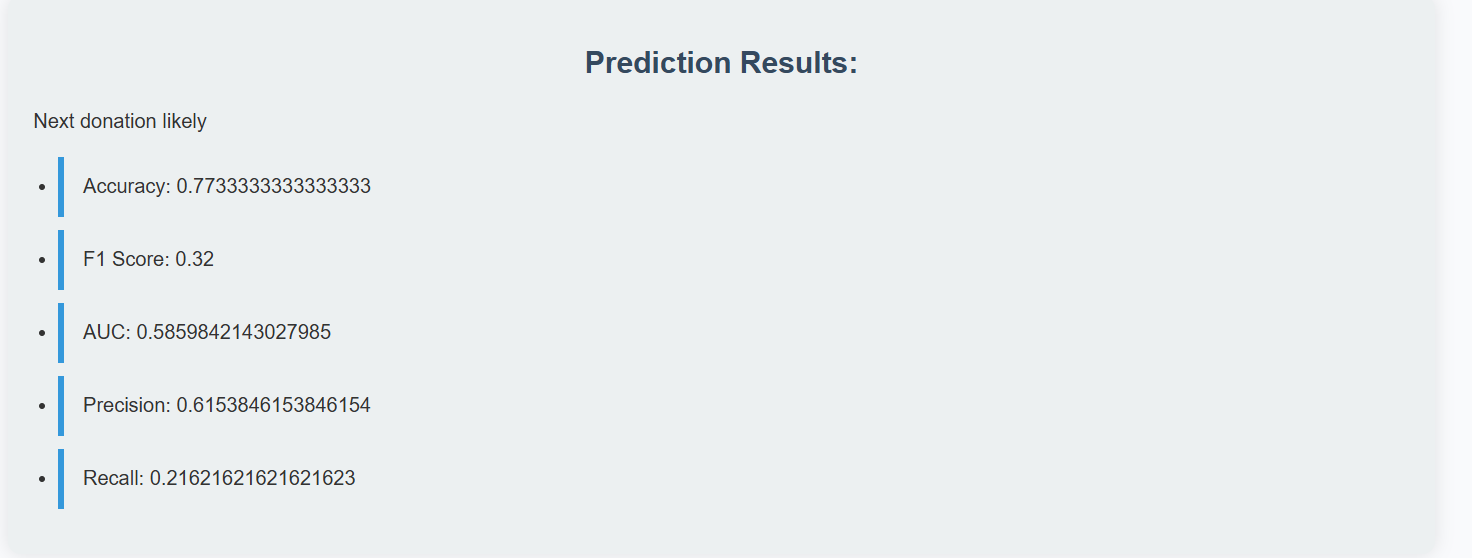 Prediction Results:
Next donation likely
Accuracy: 0.7733333333333333
F1 Score: 0.32
AUC: 0.5859842143027985
Precision: 0.6153846153846154
Recall: 0.21621621621621623